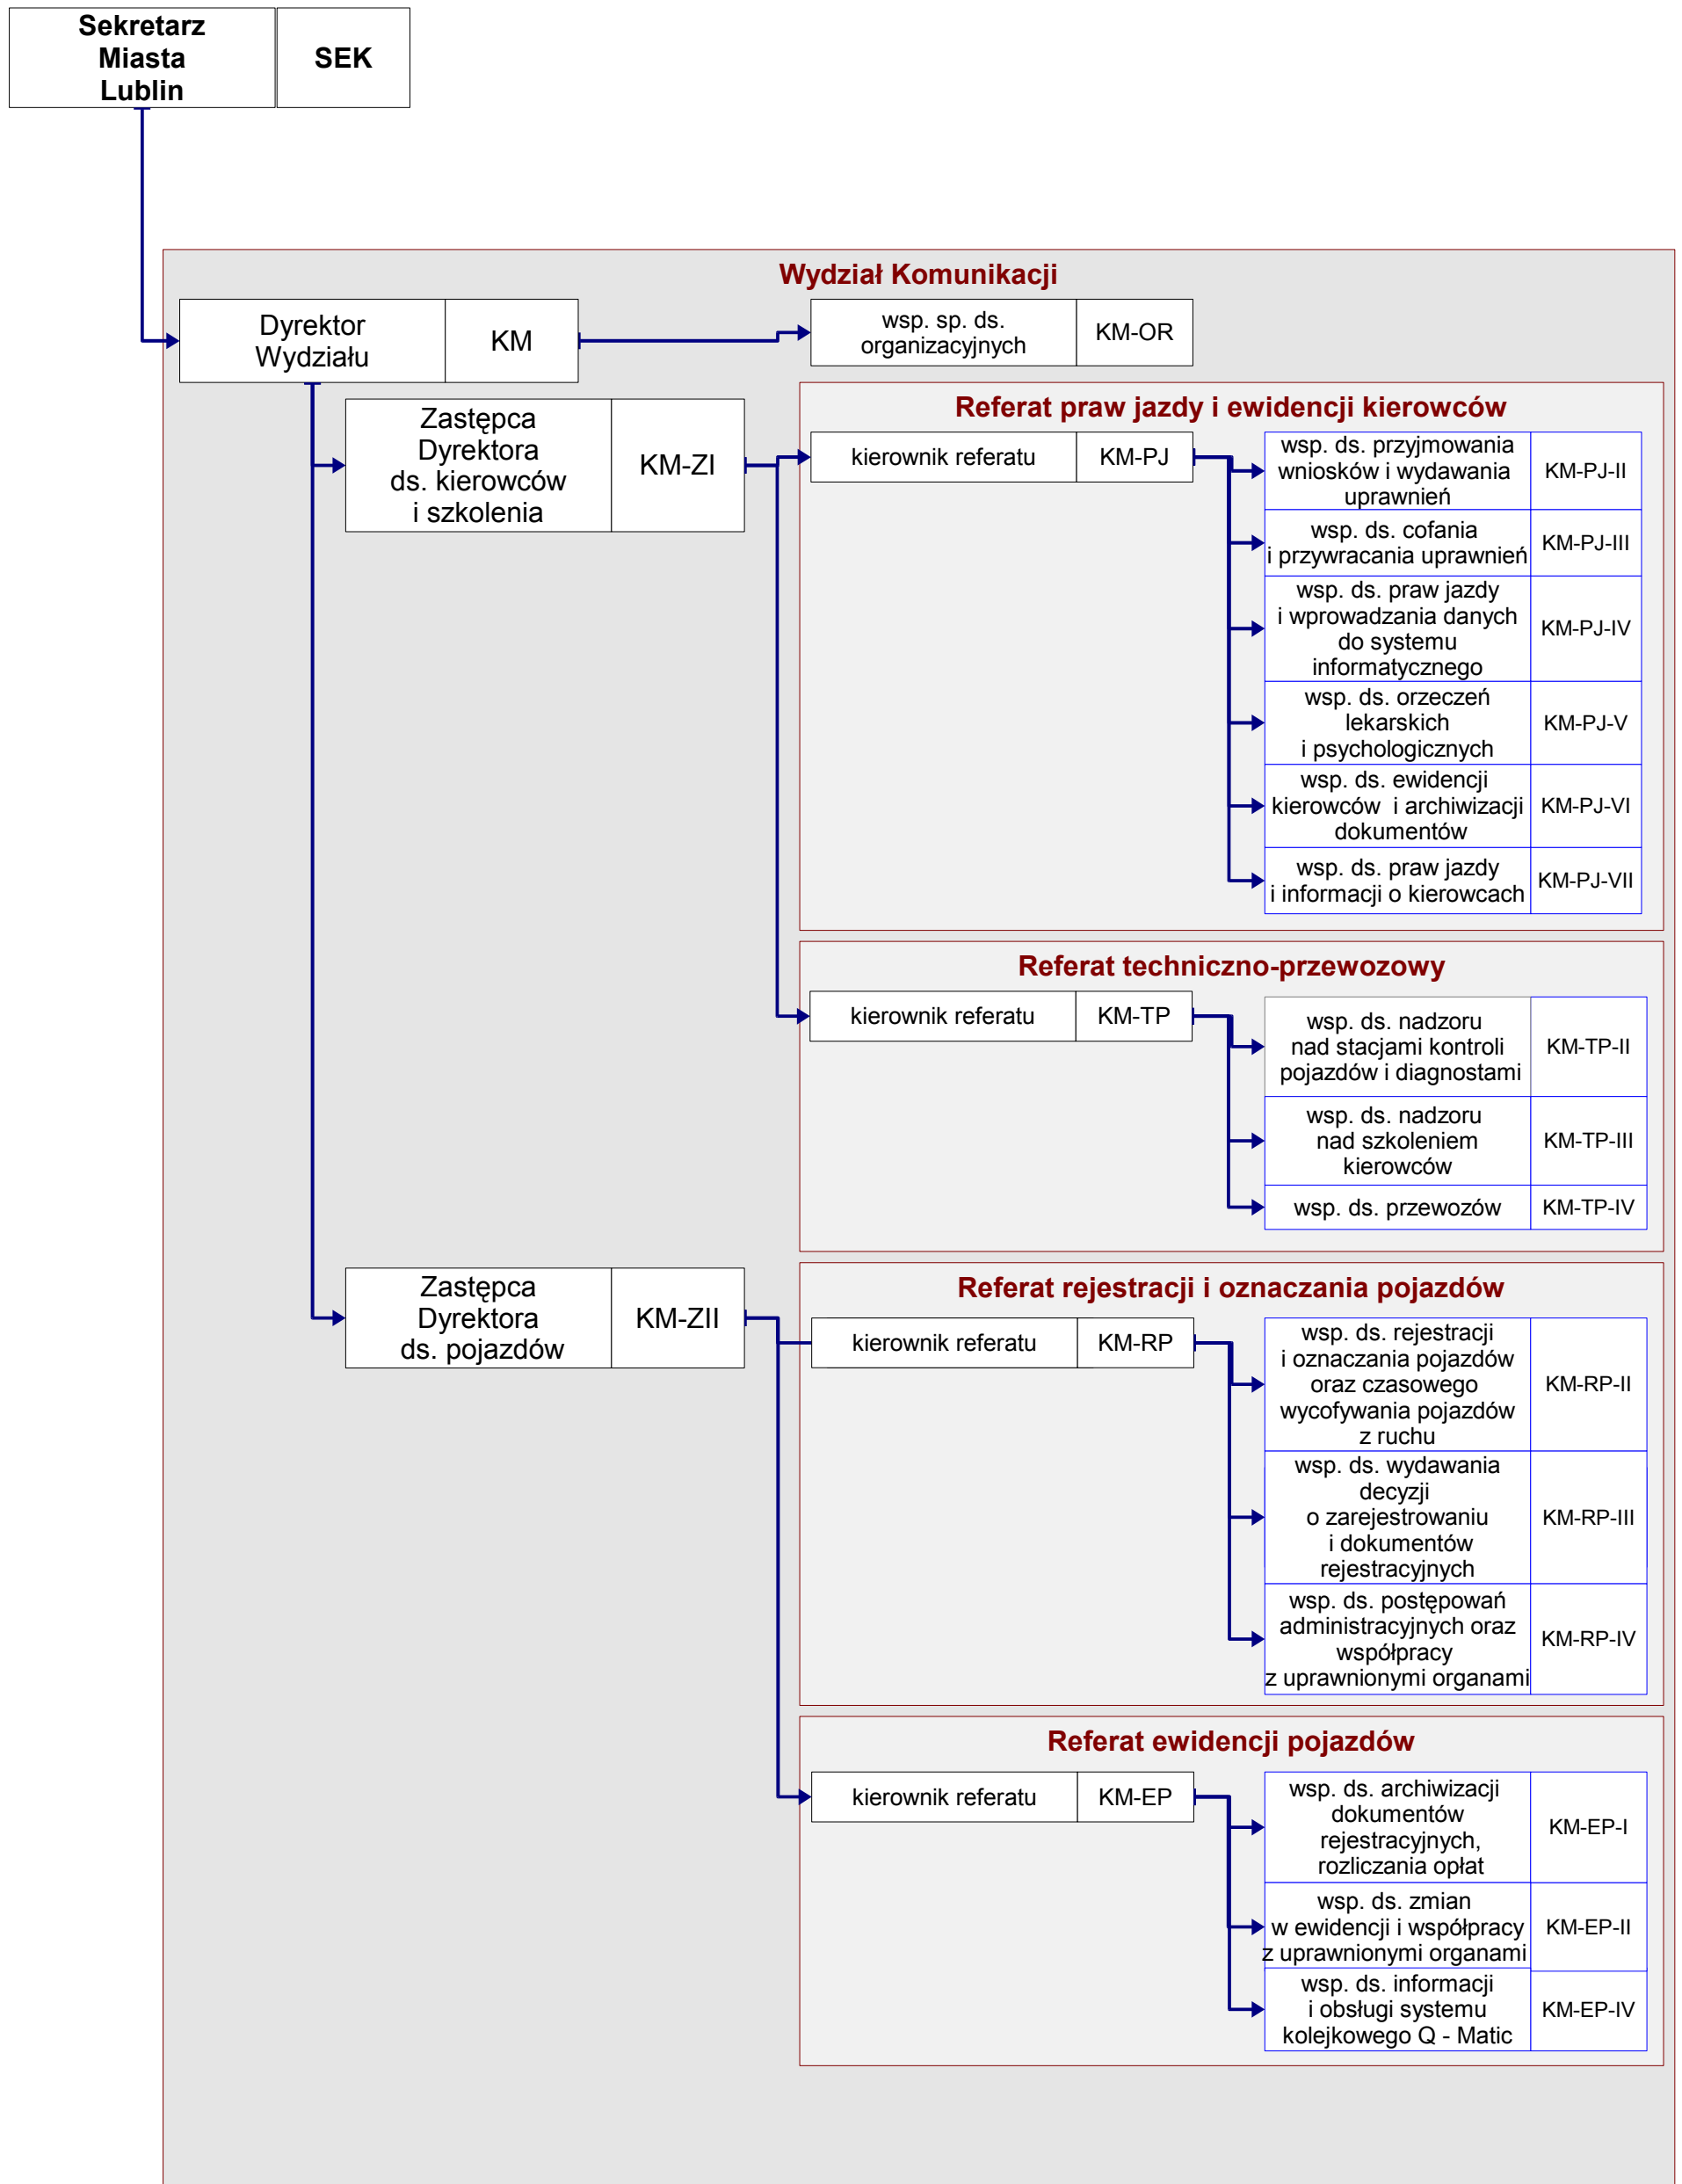 Sekretarz
Miasta
Lublin
SEK
Wydział Komunikacji
Dyrektor
Wydziału
KM
wsp. sp. ds.
organizacyjnych
KM-OR
Zastępca
Dyrektora
ds. kierowców
i szkolenia
KM-ZI
Referat praw jazdy i ewidencji kierowców
kierownik referatu
KM-PJ
wsp. ds. przyjmowania
wniosków i wydawania
uprawnień
KM-PJ-II
wsp. ds. cofania
i przywracania uprawnień
KM-PJ-III
wsp. ds. praw jazdy
i wprowadzania danych
do systemu
informatycznego
KM-PJ-IV
wsp. ds. orzeczeń
lekarskich
i psychologicznych
KM-PJ-V
wsp. ds. ewidencji
kierowców i archiwizacji
dokumentów
KM-PJ-VI
wsp. ds. praw jazdy
i informacji o kierowcach
KM-PJ-VII
Referat techniczno-przewozowy
kierownik referatu
KM-TP
wsp. ds. nadzoru
nad stacjami kontroli
pojazdów i diagnostami
KM-TP-II
wsp. ds. nadzoru
nad szkoleniem
kierowców
KM-TP-III
wsp. ds. przewozów
KM-TP-IV
Zastępca
Dyrektora
ds. pojazdów
KM-ZII
Referat rejestracji i oznaczania pojazdów
kierownik referatu
KM-RP
wsp. ds. rejestracji
i oznaczania pojazdów
oraz czasowego
wycofywania pojazdów
z ruchu
KM-RP-II
wsp. ds. wydawania
decyzji
o zarejestrowaniu
i dokumentów
rejestracyjnych
KM-RP-III
wsp. ds. postępowań
administracyjnych oraz
współpracy
z uprawnionymi organami
KM-RP-IV
Referat ewidencji pojazdów
kierownik referatu
KM-EP
wsp. ds. archiwizacji
dokumentów
rejestracyjnych,
rozliczania opłat
KM-EP-I
wsp. ds. zmian
w ewidencji i współpracy
z uprawnionymi organami
KM-EP-II
wsp. ds. informacji
i obsługi systemu
kolejkowego Q - Matic
KM-EP-IV